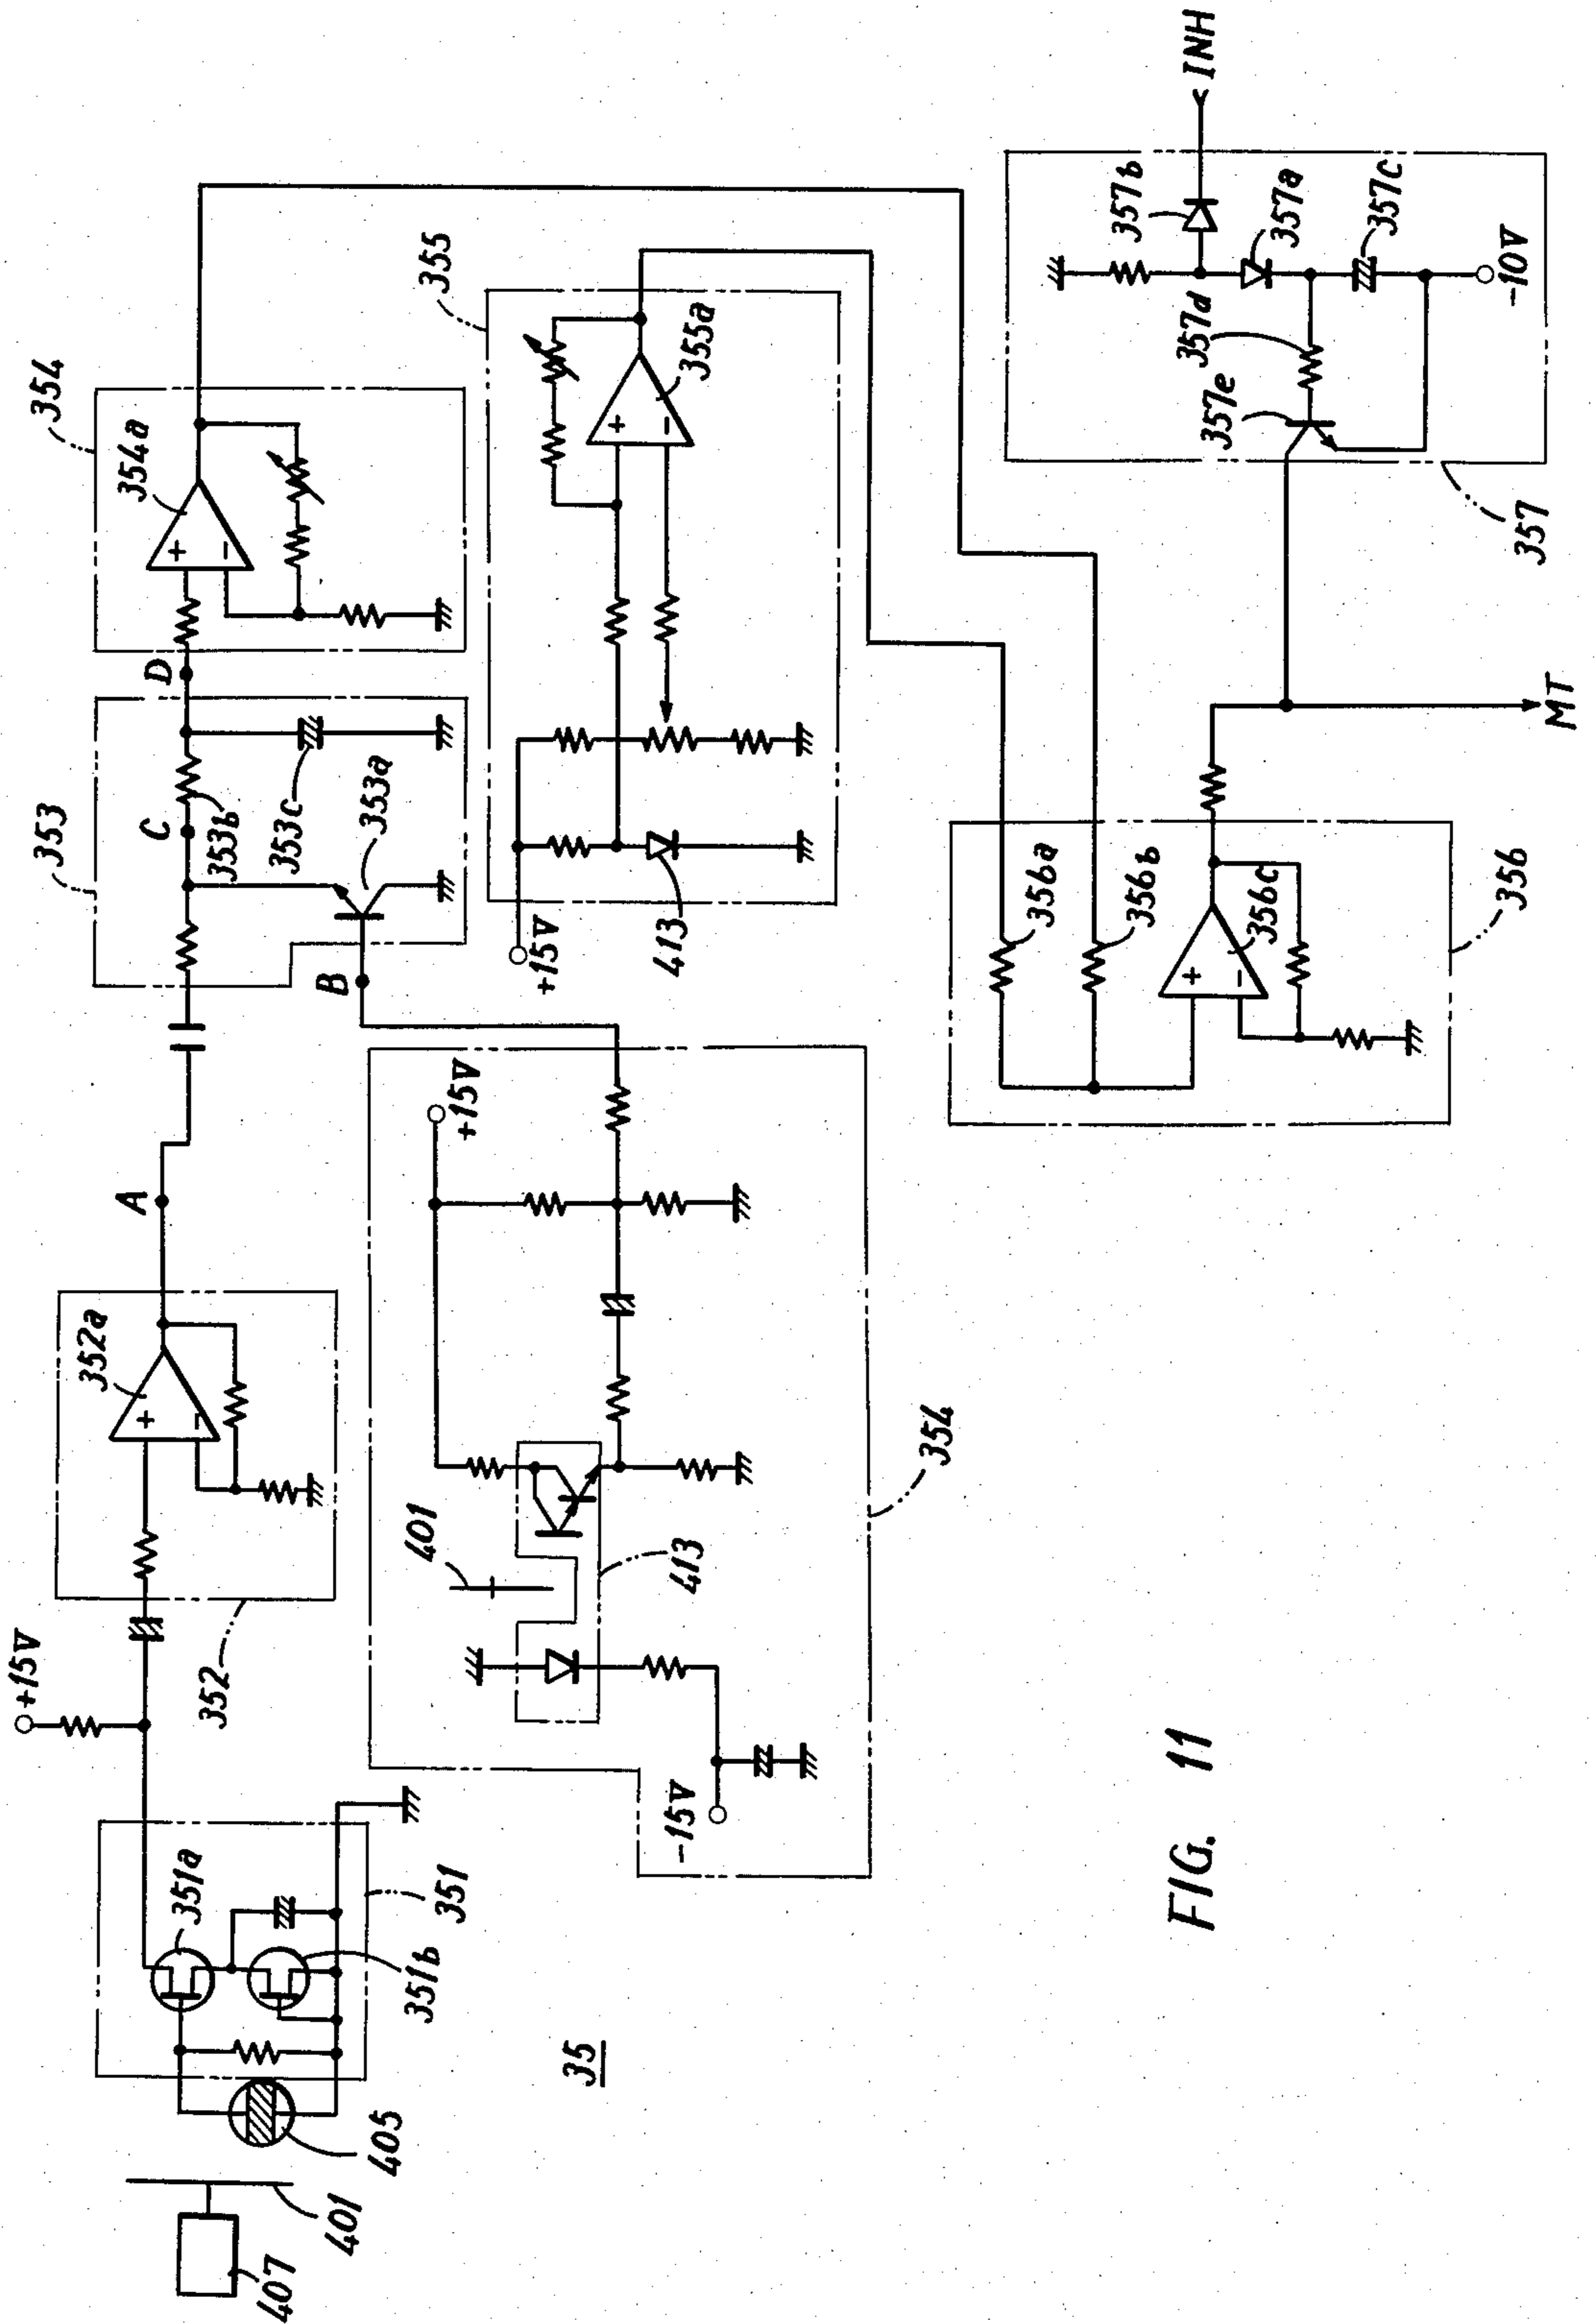 407
401
405
351a
351b
351
+15V
352
352a
A
353
C
353b
353c
353a
B
D
354
354a
355
355a
+15V
413
-15V
401
413
+15V
354
356a
356b
356c
356
357b
INH
357a
357c
357d
357e
-10V
357
MT
35
FIG. 11
+
-
+
-
+
-
+
-